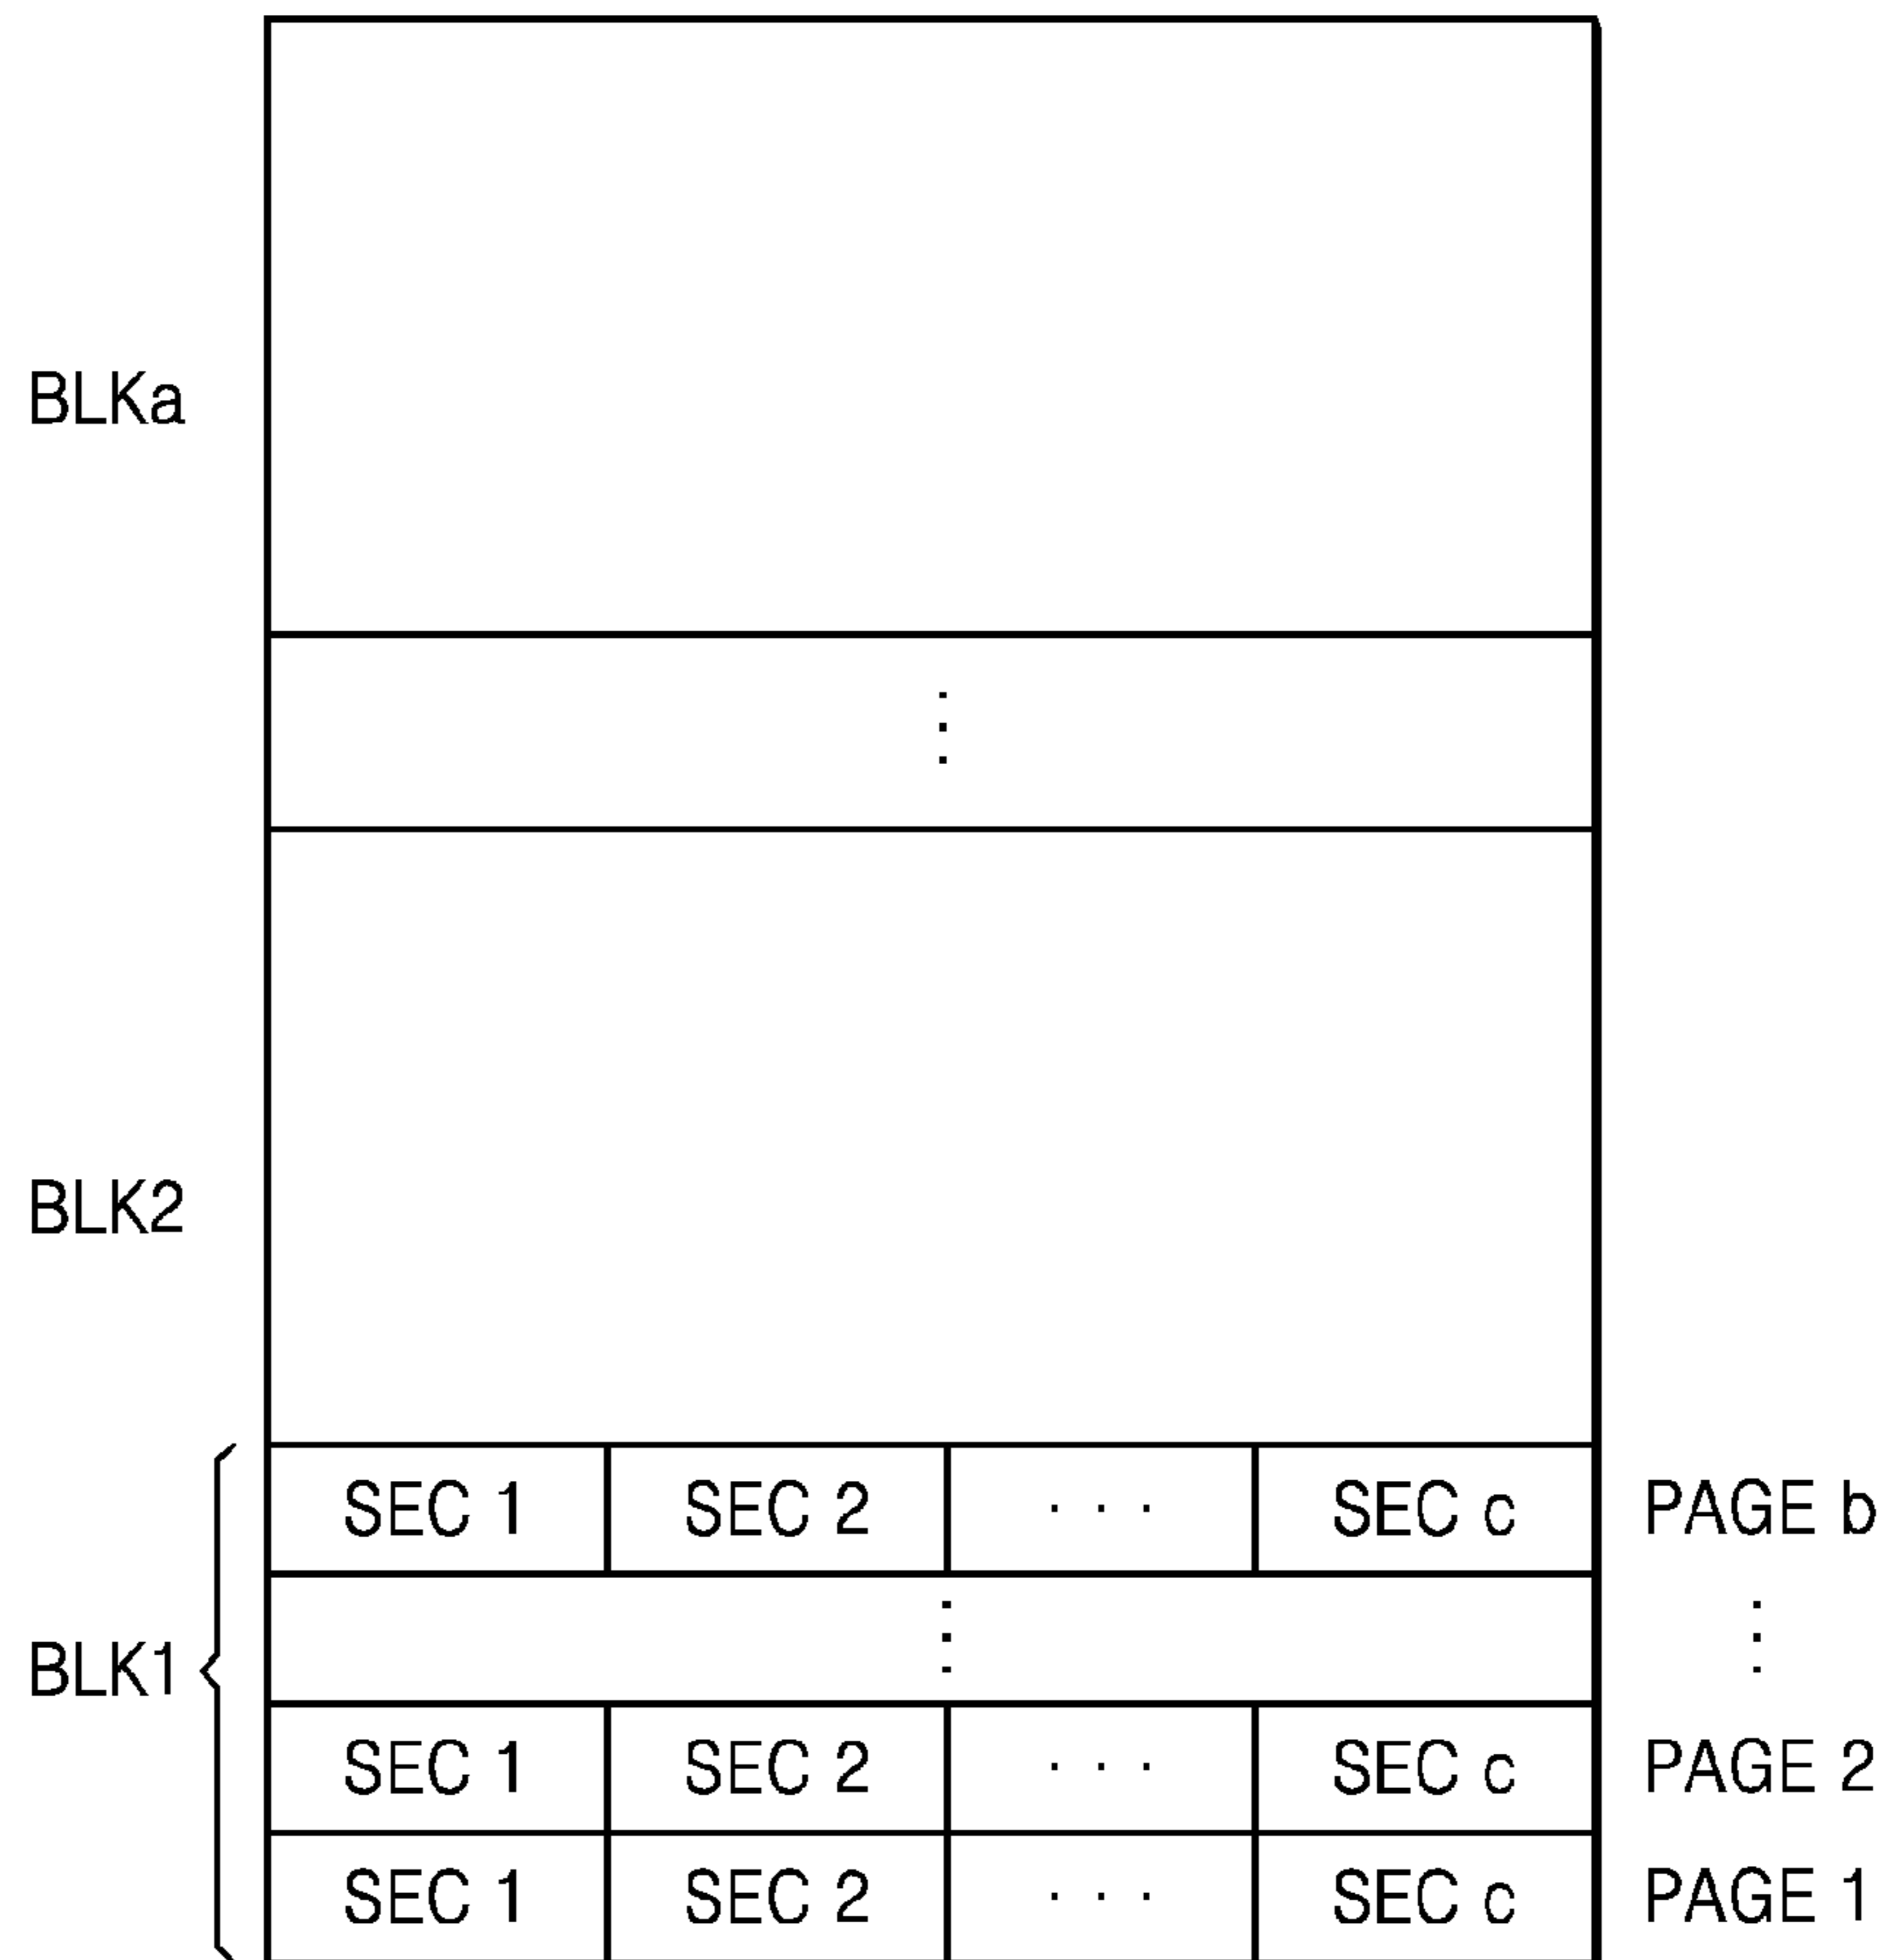 BLKa
⋮
BLK2
SEC 1 SEC 2 · · · SEC c PAGE b
BLK1 ⋮ ⋮
SEC 1 SEC 2 · · · SEC c PAGE 2
SEC 1 SEC 2 · · · SEC c PAGE 1